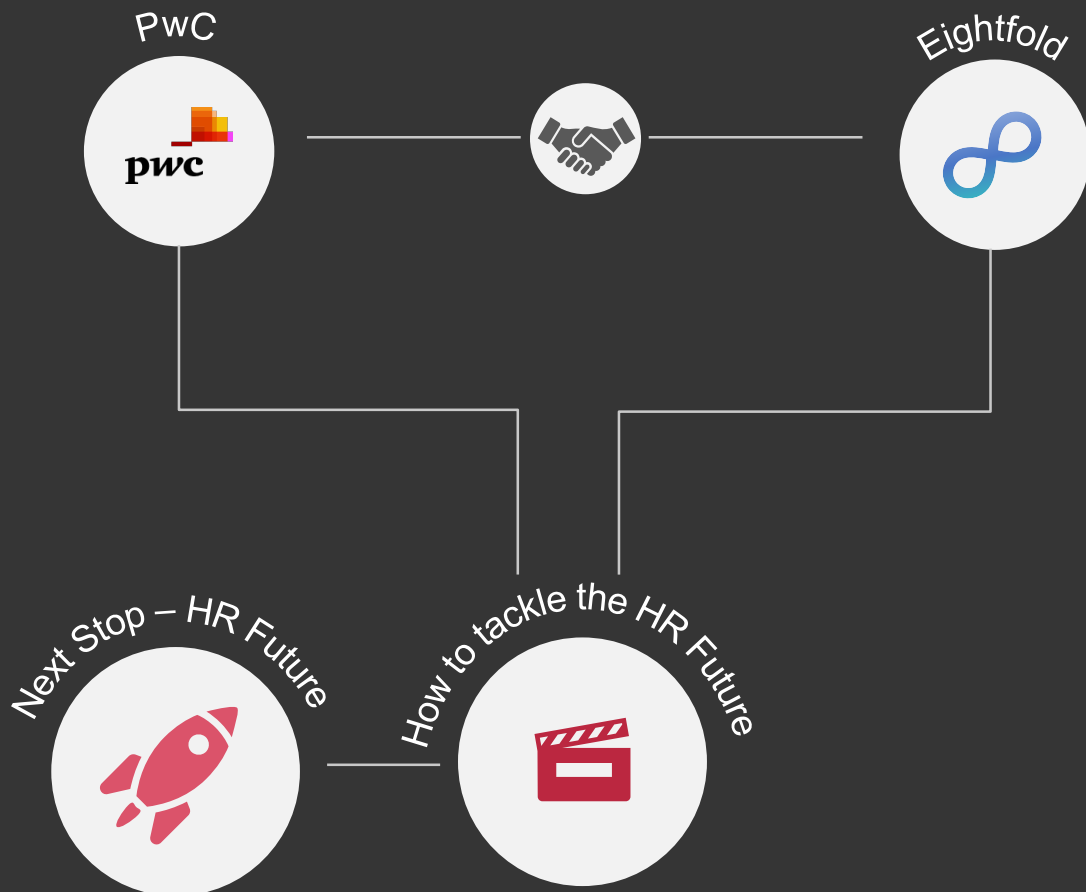 PwC
Eightfold
pwc
Next Stop – HR Future
How to tackle the HR Future